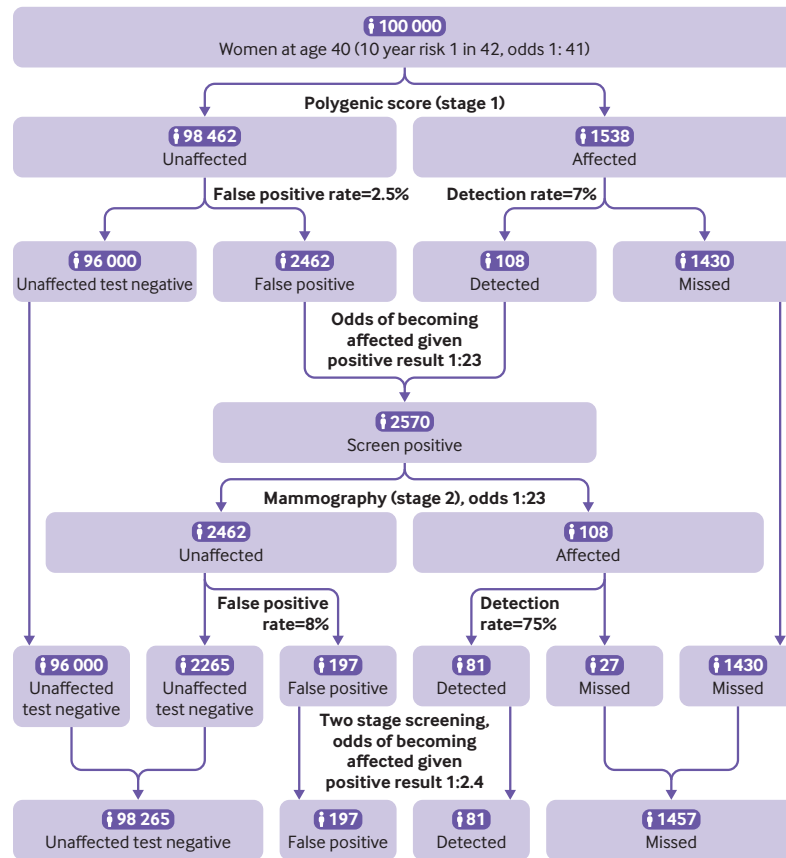 100 000
Women at age 40 (10 year risk 1 in 42, odds 1: 41)
Polygenic score (stage 1)
98 462
Unaffected
1538
Affected
False positive rate=2.5%
Detection rate=7%
96 000
Unaffected test negative
2462
False positive
108
Detected
1430
Missed
Odds of becoming
affected given
positive result 1:23
2570
Screen positive
Mammography (stage 2), odds 1:23
2462
Unaffected
108
Affected
False positive
rate=8%
Detection
rate=75%
96 000
Unaffected
test negative
2265
Unaffected
test negative
197
False positive
81
Detected
27
Missed
1430
Missed
Two stage screening,
odds of becoming
affected given
positive result 1:2.4
98 265
Unaffected test negative
197
False positive
81
Detected
1457
Missed